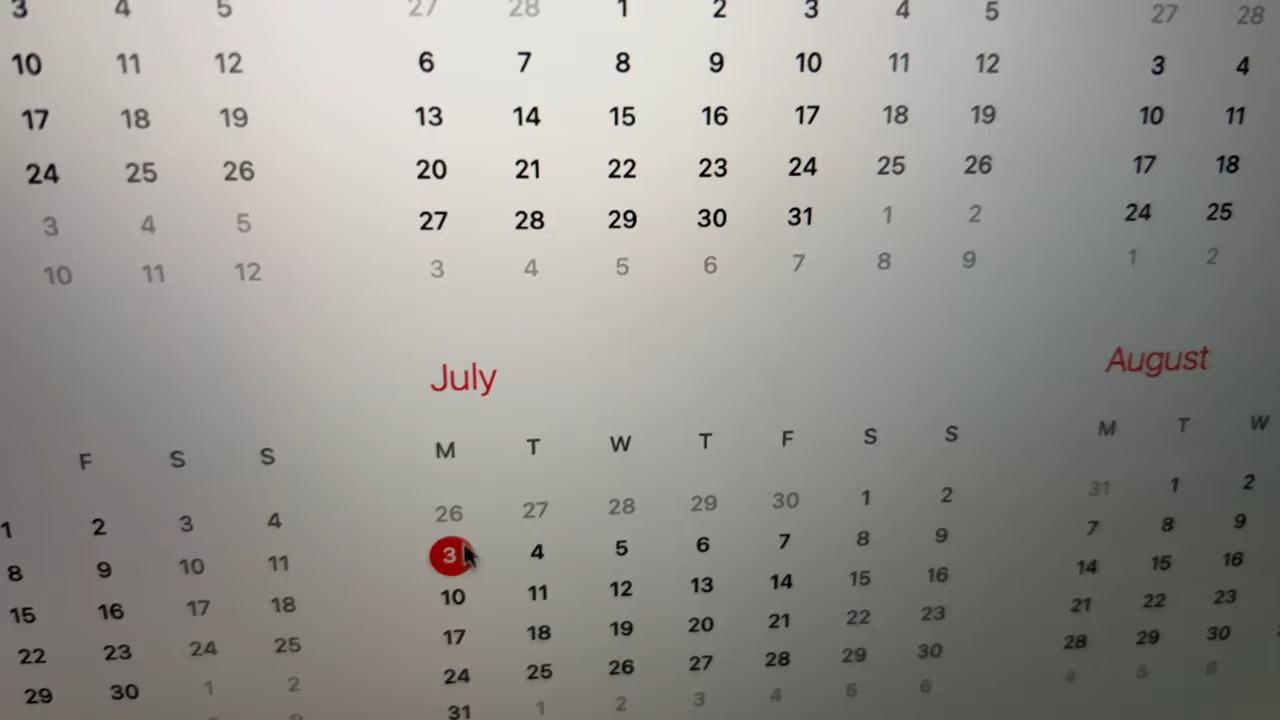 3 4 5 27 28 1 2 3 4 5 27 28
10 11 12 6 7 8 9 10 11 12 3 4
17 18 19 13 14 15 16 17 18 19 10 11
24 25 26 20 21 22 23 24 25 26 17 18
3 4 5 27 28 29 30 31 1 2 24 25
10 11 12 3 4 5 6 7 8 9 1 2
July August
F S S M T W T F S S M T W
26 27 28 29 30 1 2 31 1 2
1 2 3 4 3 4 5 6 7 8 9 7 8 9
8 9 10 11 10 11 12 13 14 15 16 14 15 16
15 16 17 18 17 18 19 20 21 22 23 21 22 23
22 23 24 25 24 25 26 27 28 29 30 28 29 30
29 30 1 2 31 1 2 3 4 5 6 4 5 6